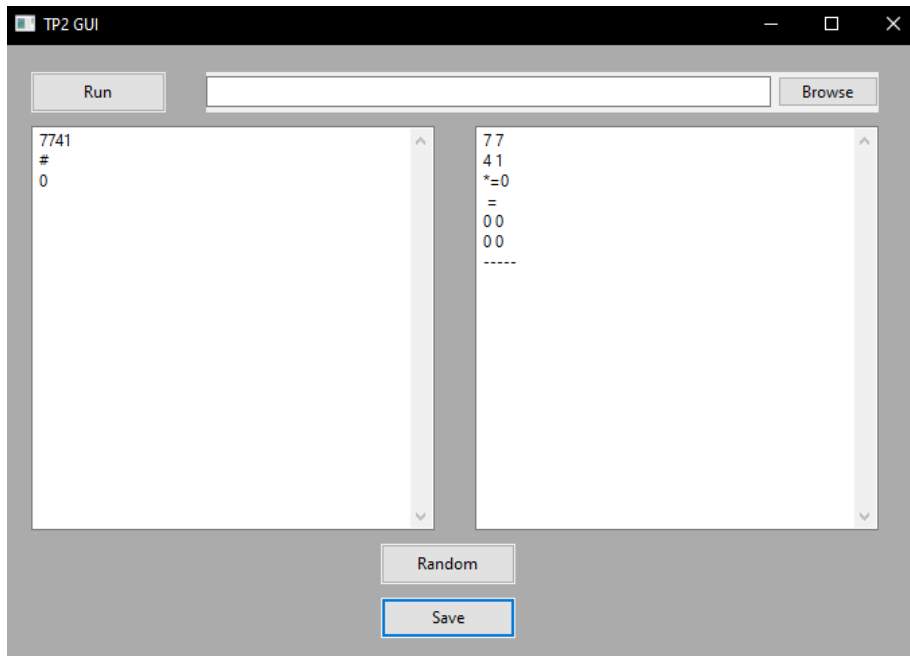 TP2 GUI
Run
Browse
7741
#
0
7 7
4 1
*=0
=
0 0
0 0
-----
Random
Save